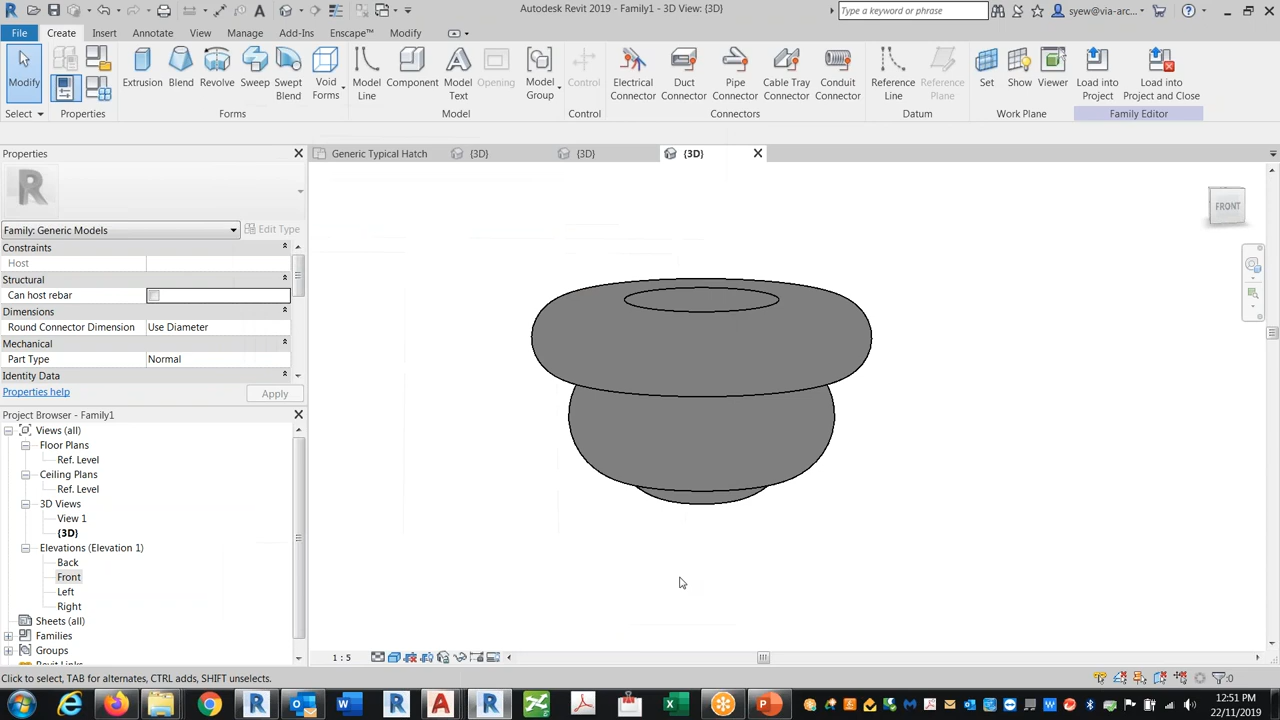 Autodesk Revit 2019 - Family1 - 3D View: {3D}
Type a keyword or phrase
syew@via-arc...
File Create Insert Annotate View Manage Add-Ins Enscape™ Modify
Modify
Extrusion Blend Revolve Sweep Swept Blend Void Forms
Model Line Component Model Text Opening Model Group
Control
Electrical Connector Duct Connector Pipe Connector Cable Tray Connector Conduit Connector
Reference Line Reference Plane
Set Show Viewer
Load into Project Load into Project and Close
Select Properties Forms Model Control Connectors Datum Work Plane Family Editor
Properties
Generic Typical Hatch {3D} {3D} {3D}
R
FRONT
Family: Generic Models Edit Type
Constraints
Host
Structural
Can host rebar
Dimensions
Round Connector Dimension Use Diameter
Mechanical
Part Type Normal
Identity Data
Properties help Apply
Project Browser - Family1
Views (all)
Floor Plans
Ref. Level
Ceiling Plans
Ref. Level
3D Views
View 1
{3D}
Elevations (Elevation 1)
Back
Front
Left
Right
Sheets (all)
Families
Groups
Revit Links
1 : 5
Click to select, TAB for alternates, CTRL adds, SHIFT unselects.
:0
12:51 PM
22/11/2019